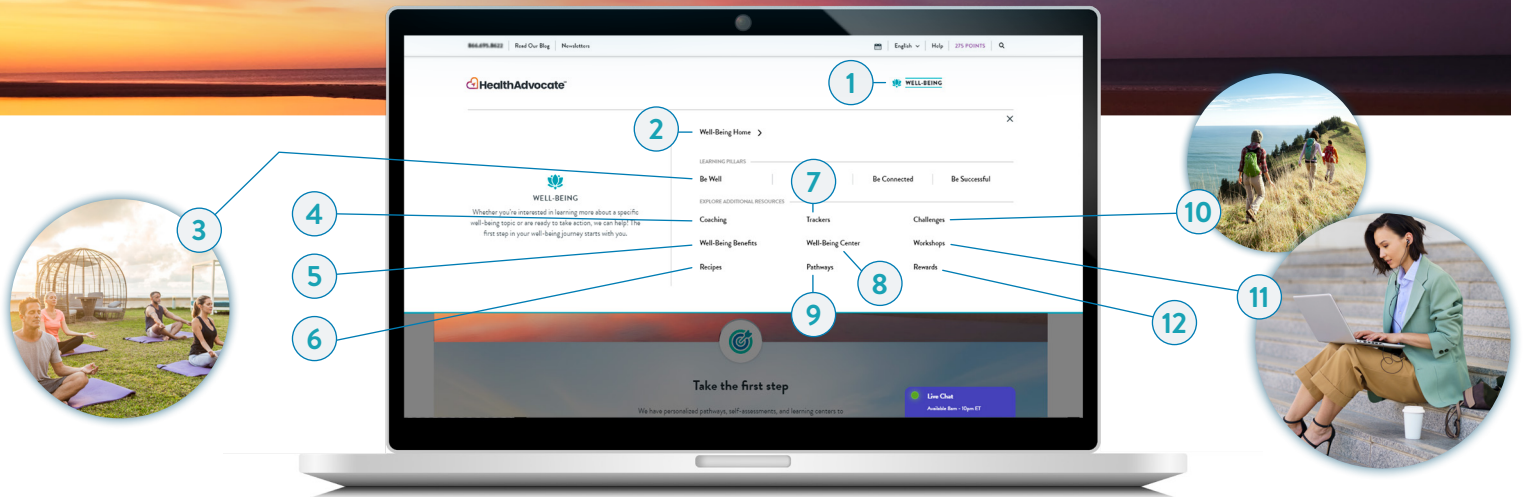 Read Our Blog Newsletters English Help 275 POINTS
HealthAdvocate™ 1 WELL-BEING
2 Well-Being Home
LEARNING PILLARS
Be Well 7 Be Connected Be Successful
WELL-BEING
Whether you're interested in learning more about a specific
well-being topic or are ready to take action, we can help! The
first step in your well-being journey starts with you.
EXPLORE ADDITIONAL RESOURCES
3
4 Coaching Trackers Challenges 10
5 Well-Being Benefits Well-Being Center Workshops 11
6 Recipes Pathways 8 Rewards 12
9
Take the first step
We have personalized pathways, self-assessments, and learning centers to
Live Chat
Available 8am - 10pm ET